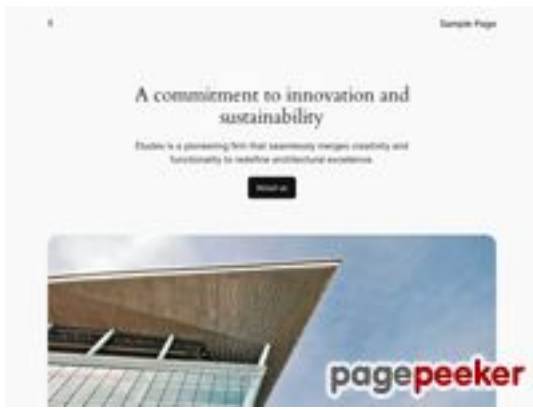 Sample Page
A commitment to innovation and
sustainability
Études is a pioneering firm that seamlessly merges creativity and
functionality to redefine architectural excellence.
About us
pagepeeker